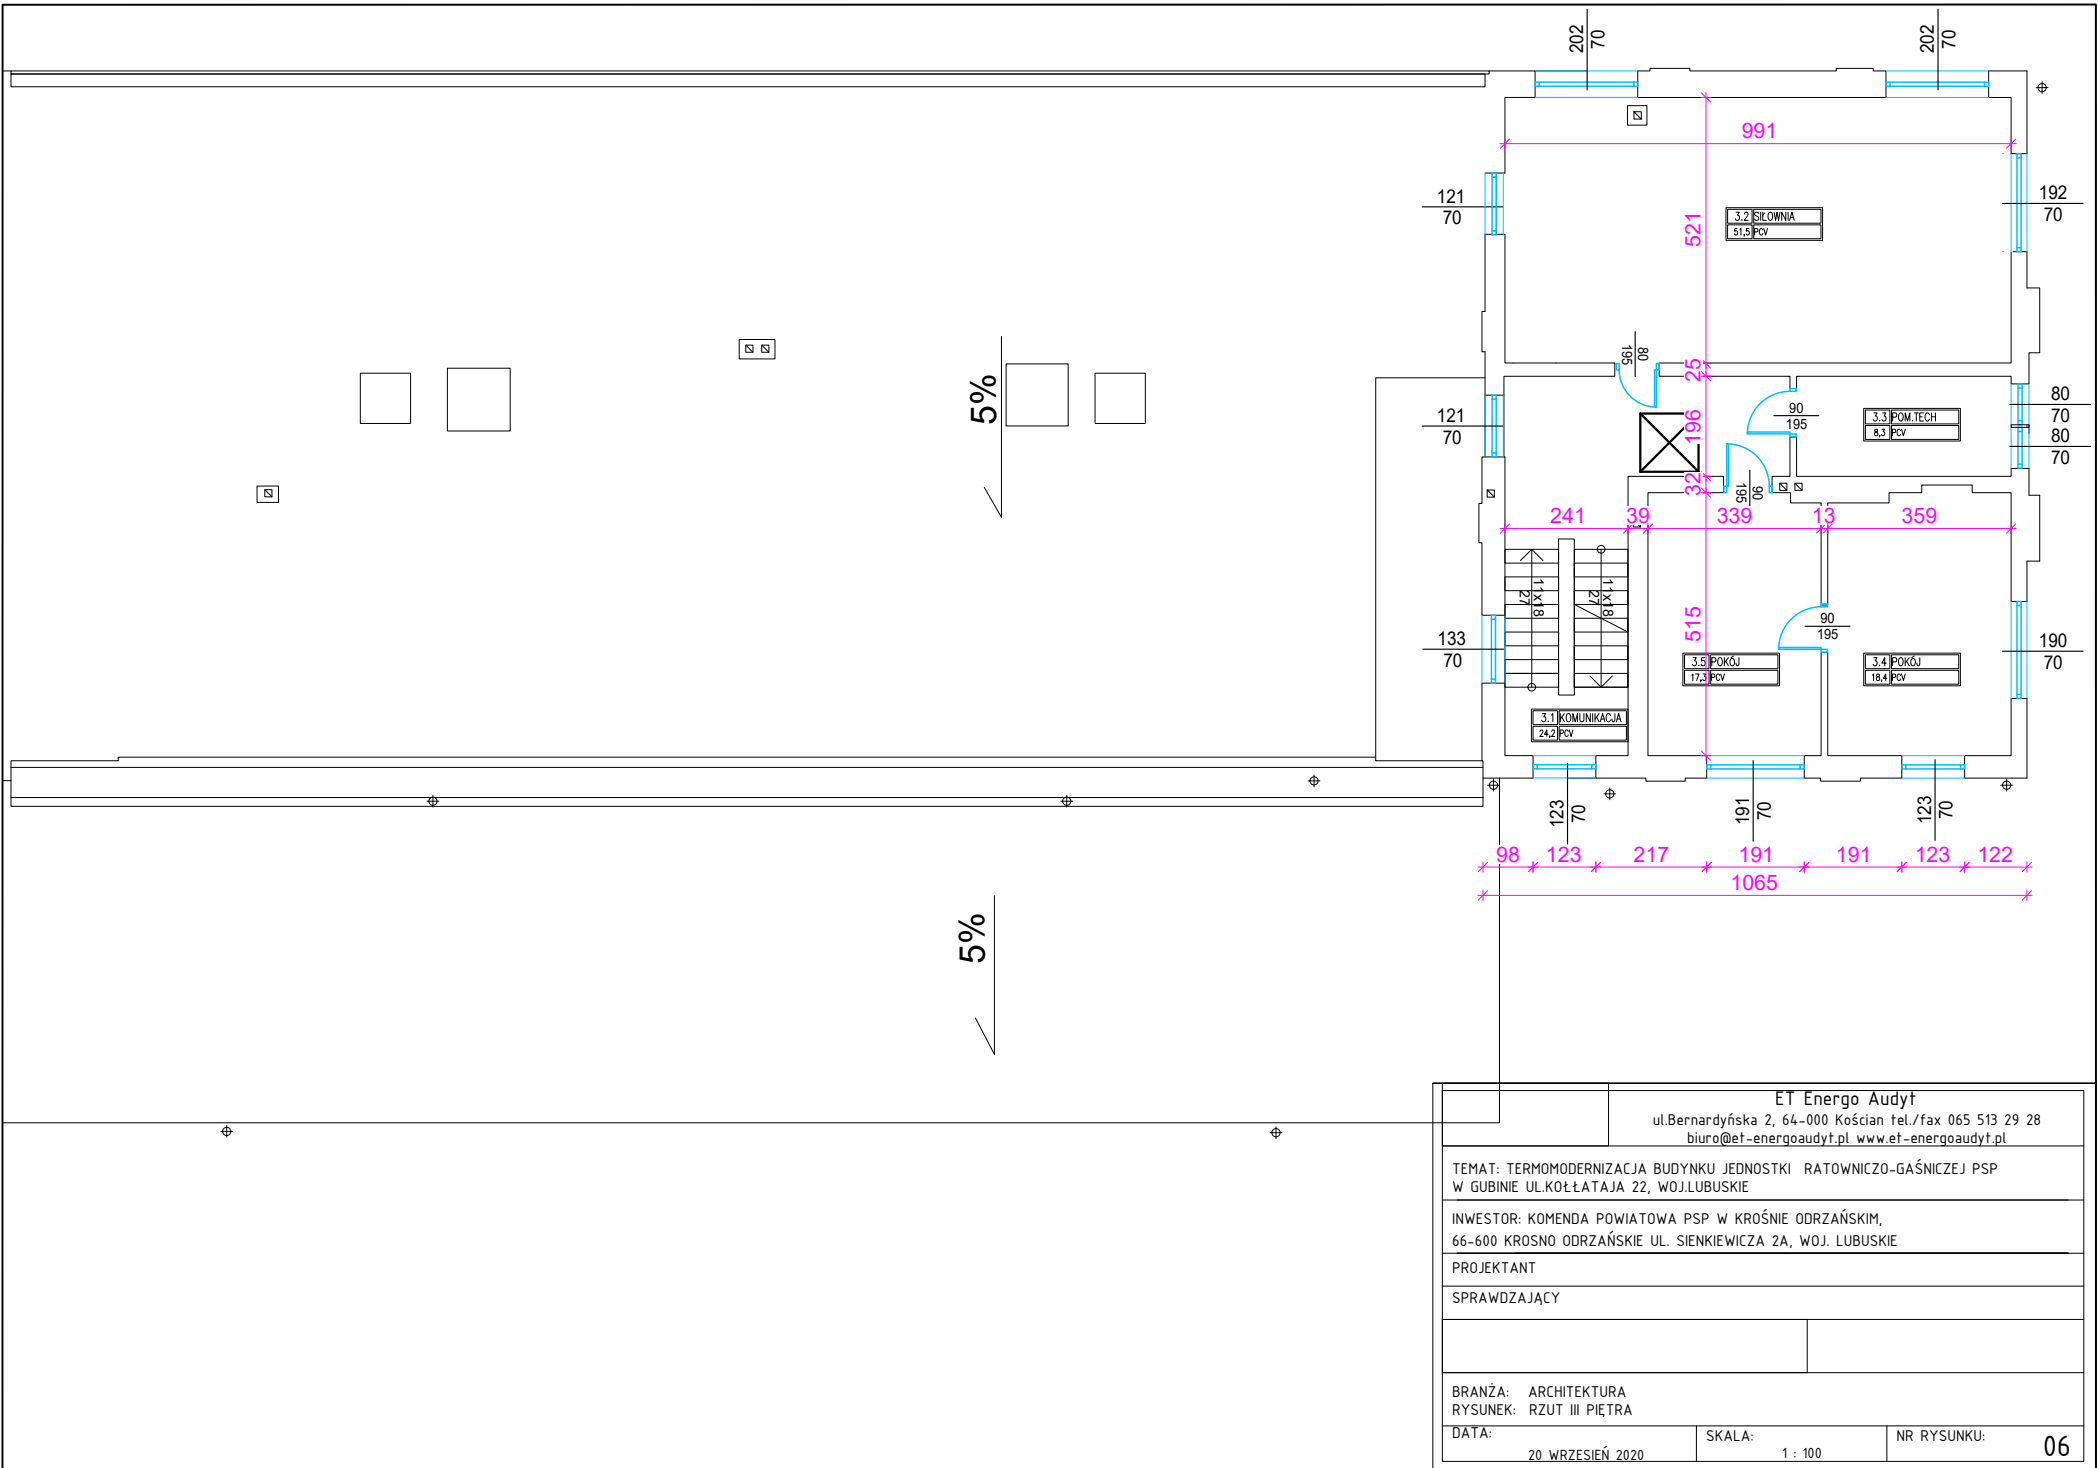 202
70
202
70
991
121
70
192
70
3.2 SIŁOWNIA
51,5 PCV
521
80
195
25
5%
121
70
196
90
195
3.3 POM.TECH
8,3 PCV
80
70
80
70
32
90
195
241
39
339
13
359
11x18
27
11x18
27
515
90
195
133
70
190
70
3.5 POKÓJ
17,3 PCV
3.4 POKÓJ
18,4 PCV
3.1 KOMUNIKACJA
24,2 PCV
123
70
191
70
123
70
98
123
217
191
191
123
122
1065
5%
ET Energo Audyt
ul.Bernardyńska 2, 64-000 Kościan tel./fax 065 513 29 28
biuro@et-energoaudyt.pl www.et-energoaudyt.pl
TEMAT: TERMOMODERNIZACJA BUDYNKU JEDNOSTKI RATOWNICZO-GAŚNICZEJ PSP
W GUBINIE UL.KOŁŁATAJA 22, WOJ.LUBUSKIE
INWESTOR: KOMENDA POWIATOWA PSP W KROŚNIE ODRZAŃSKIM,
66-600 KROSNO ODRZAŃSKIE UL. SIENKIEWICZA 2A, WOJ. LUBUSKIE
PROJEKTANT
SPRAWDZAJĄCY
BRANŻA: ARCHITEKTURA
RYSUNEK: RZUT III PIĘTRA
DATA:
20 WRZESIEŃ 2020
SKALA:
1 : 100
NR RYSUNKU:
06